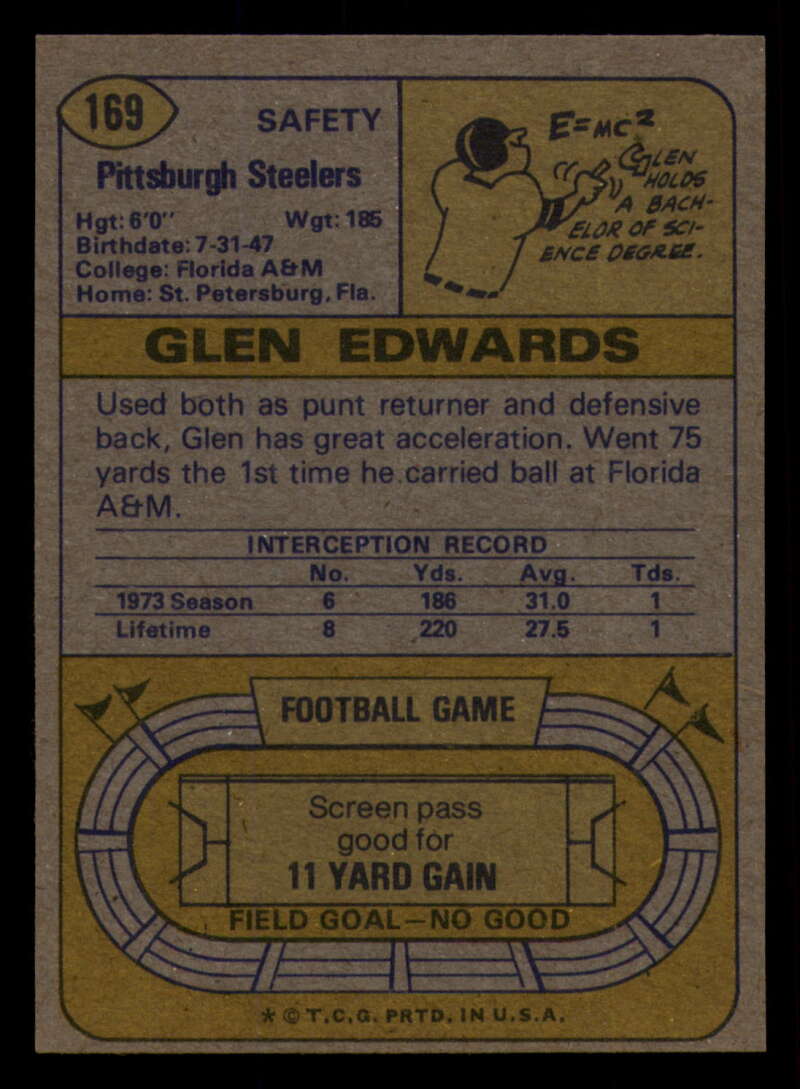 169
SAFETY
Pittsburgh Steelers
Hgt: 6'0" Wgt: 185
Birthdate: 7-31-47
College: Florida A&M
Home: St. Petersburg, Fla.
E=MC2
GLEN
HOLDS
A BACH-
ELOR OF SCI-
ENCE DEGREE.
GLEN EDWARDS
Used both as punt returner and defensive
back, Glen has great acceleration. Went 75
yards the 1st time he carried ball at Florida
A&M.
INTERCEPTION RECORD
No. Yds. Avg. Tds.
1973 Season 6 186 31.0 1
Lifetime 8 220 27.5 1
FOOTBALL GAME
Screen pass
good for
11 YARD GAIN
FIELD GOAL—NO GOOD
* © T.C.G. PRTD. IN U.S.A.